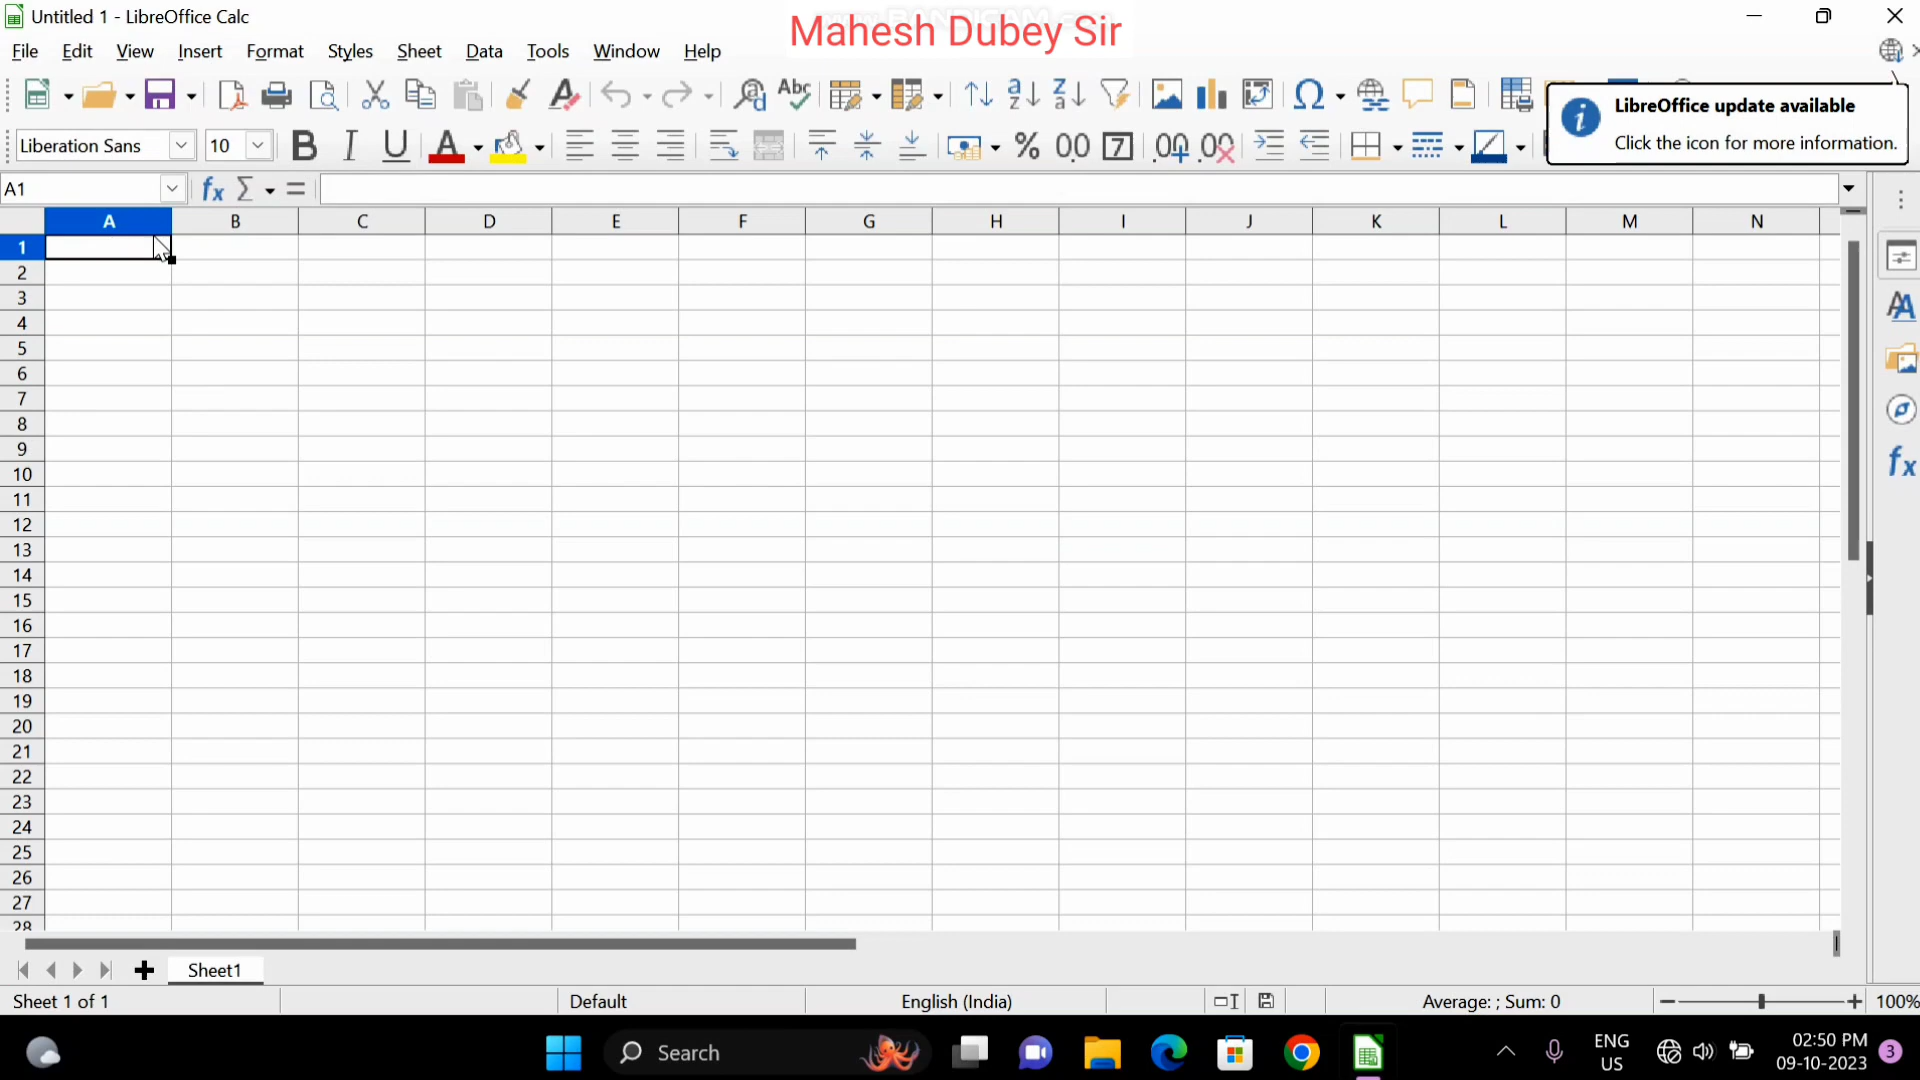 Untitled 1 - LibreOffice Calc
Mahesh Dubey Sir
File Edit View Insert Format Styles Sheet Data Tools Window Help
LibreOffice update available
Click the icon for more information.
Liberation Sans 10
A1
A B C D E F G H I J K L M N
1
2
3
4
5
6
7
8
9
10
11
12
13
14
15
16
17
18
19
20
21
22
23
24
25
26
27
28
Sheet1
Sheet 1 of 1 Default English (India) Average: ; Sum: 0 100%
Search
ENG
US
02:50 PM
09-10-2023
3